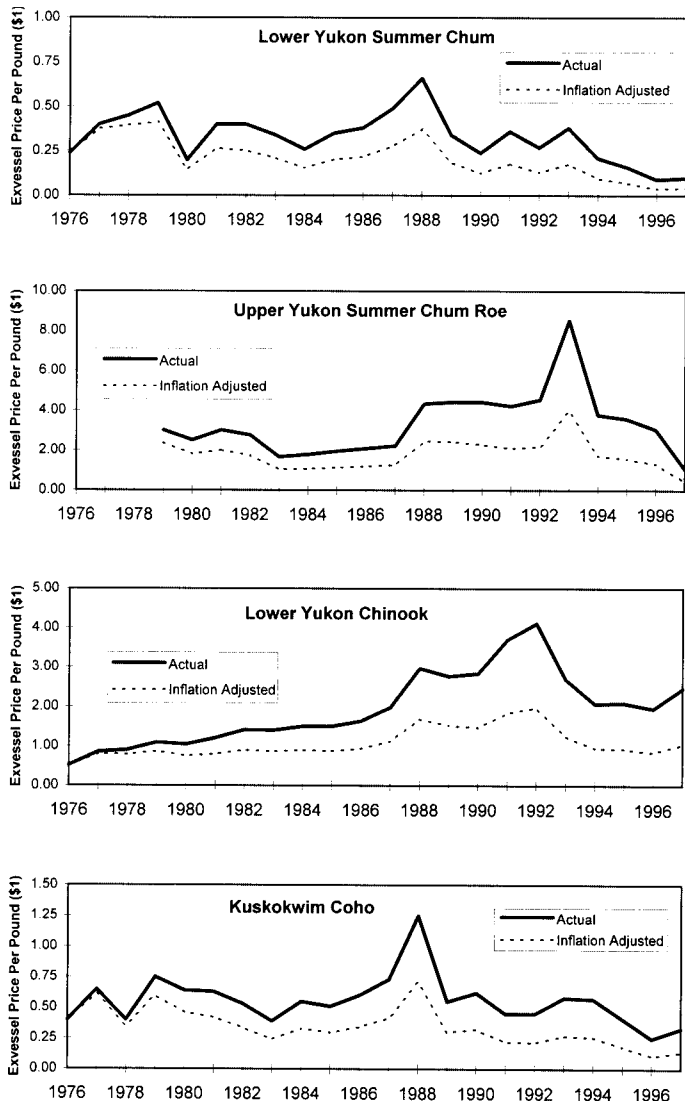 Lower Yukon Summer Chum
Exvessel Price Per Pound ($1)
1.00
0.75
0.50
0.25
0.00
Actual
Inflation Adjusted
1976 1978 1980 1982 1984 1986 1988 1990 1992 1994 1996
Upper Yukon Summer Chum Roe
Exvessel Price Per Pound ($1)
10.00
8.00
6.00
4.00
2.00
0.00
Actual
Inflation Adjusted
1976 1978 1980 1982 1984 1986 1988 1990 1992 1994 1996
Lower Yukon Chinook
Exvessel Price Per Pound ($1)
5.00
4.00
3.00
2.00
1.00
0.00
Actual
Inflation Adjusted
1976 1978 1980 1982 1984 1986 1988 1990 1992 1994 1996
Kuskokwim Coho
Exvessel Price Per Pound ($1)
1.50
1.25
1.00
0.75
0.50
0.25
0.00
Actual
Inflation Adjusted
1976 1978 1980 1982 1984 1986 1988 1990 1992 1994 1996